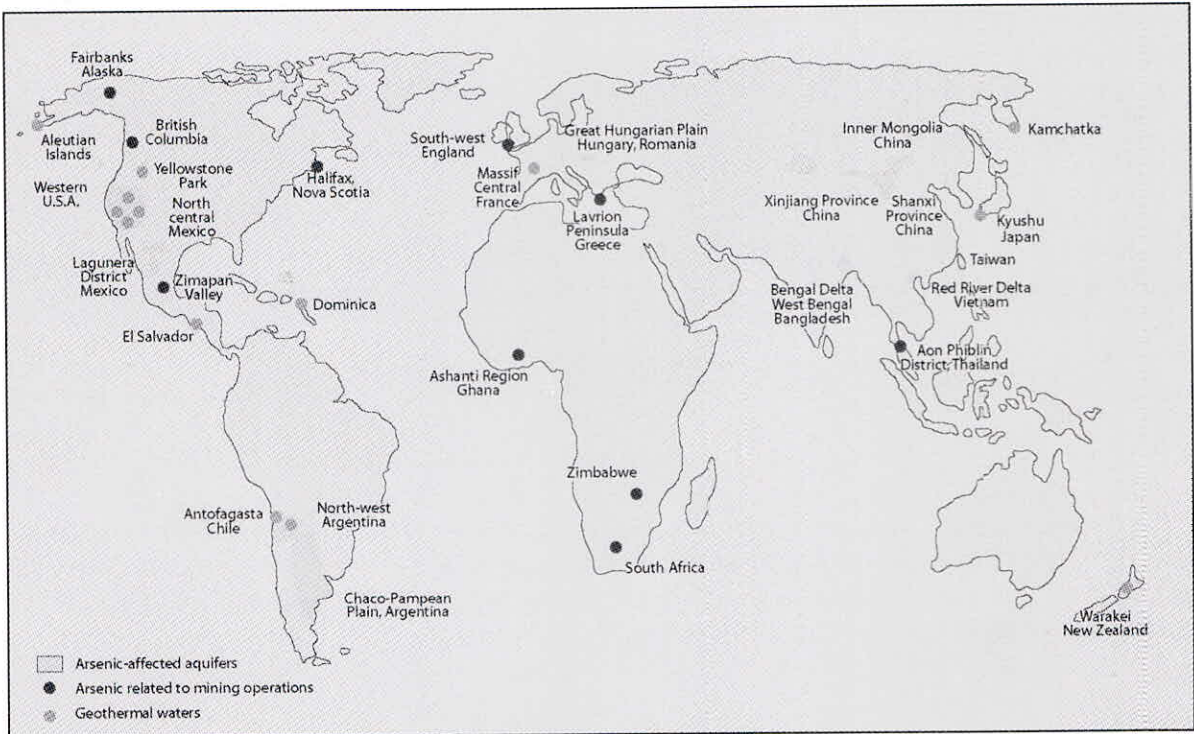 Fairbanks
Alaska
Aleutian
Islands
British
Columbia
Yellowstone
Park
Western
U.S.A.
North
central
Mexico
Halifax,
Nova Scotia
Lagunera
District
Mexico
Zimapan
Valley
Dominica
El Salvador
South-west
England
Great Hungarian Plain
Hungary, Romania
Massif
Central
France
Lavrion
Peninsula
Greece
Inner Mongolia
China
Kamchatka
Xinjiang Province
China
Shanxi
Province
China
Kyushu
Japan
Taiwan
Bengal Delta
West Bengal
Bangladesh
Red River Delta
Vietnam
Aon Phiblin
District, Thailand
Ashanti Region
Ghana
Zimbabwe
South Africa
Antofagasta
Chile
North-west
Argentina
Chaco-Pampean
Plain, Argentina
Warakei
New Zealand
Arsenic-affected aquifers
Arsenic related to mining operations
Geothermal waters